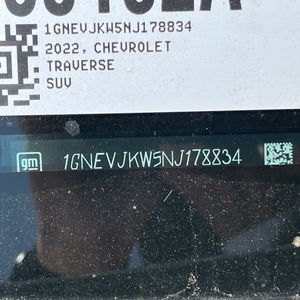 1GNEVJKW5NJ178834
2022, CHEVROLET
TRAVERSE
SUV
gm 1GNEVJKW5NJ178834